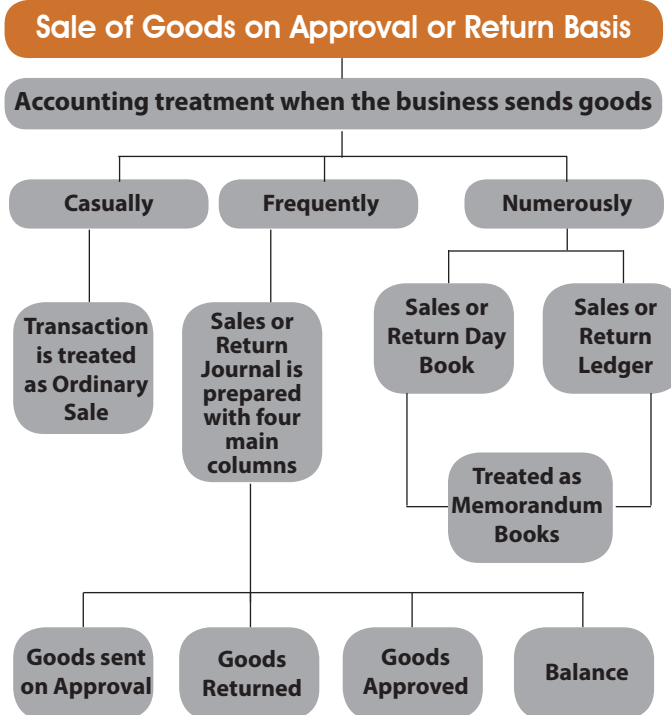 Sale of Goods on Approval or Return Basis
Accounting treatment when the business sends goods
Casually
Frequently
Numerously
Transaction
is treated
as Ordinary
Sale
Sales or
Return
Journal is
prepared
with four
main
columns
Sales or
Return Day
Book
Sales or
Return
Ledger
Treated as
Memorandum
Books
Goods sent
on Approval
Goods
Returned
Goods
Approved
Balance